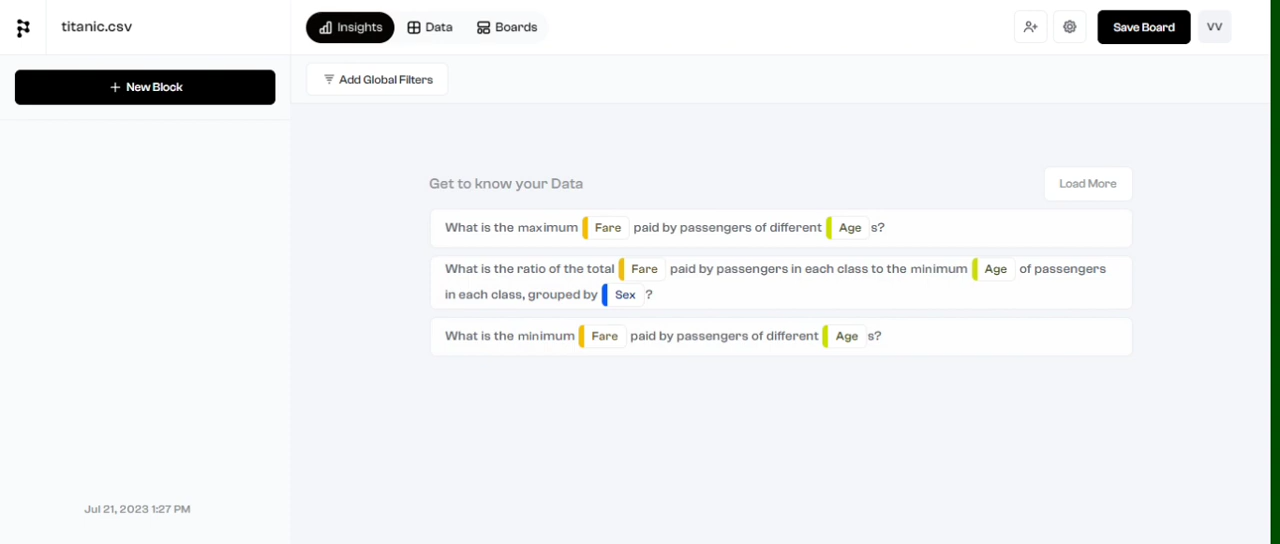 titanic.csv
Insights
Data
Boards
Save Board
VV
+ New Block
Add Global Filters
Get to know your Data
Load More
What is the maximum Fare paid by passengers of different Age s?
What is the ratio of the total Fare paid by passengers in each class to the minimum Age of passengers
in each class, grouped by Sex ?
What is the minimum Fare paid by passengers of different Age s?
Jul 21, 2023 1:27 PM